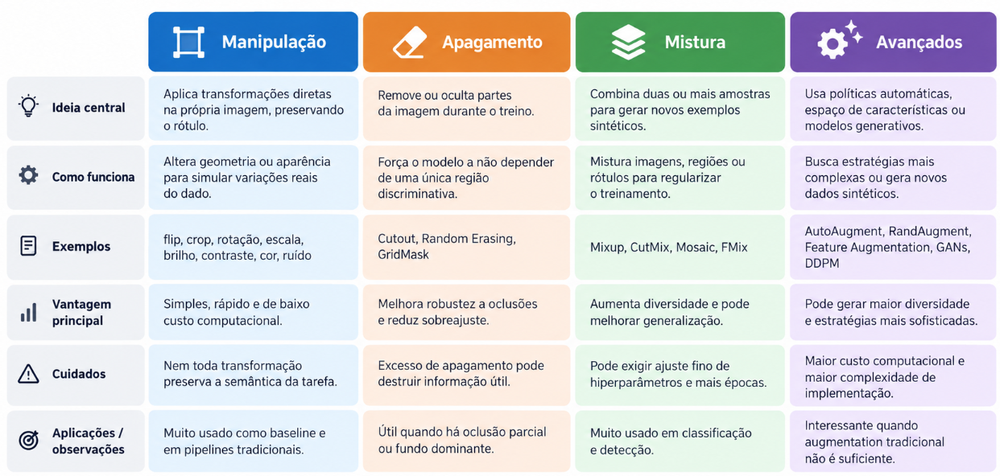 Manipulação
Apagamento
Mistura
Avançados
Ideia central
Aplica transformações diretas
na própria imagem, preservando
o rótulo.
Remove ou oculta partes
da imagem durante o treino.
Combina duas ou mais amostras
para gerar novos exemplos
sintéticos.
Usa políticas automáticas,
espaço de características ou
modelos generativos.
Como funciona
Altera geometria ou aparência
para simular variações reais
do dado.
Força o modelo a não depender
de uma única região
discriminativa.
Mistura imagens, regiões ou
rótulos para regularizar
o treinamento.
Busca estratégias mais
complexas ou gera novos
dados sintéticos.
Exemplos
flip, crop, rotação, escala,
brilho, contraste, cor, ruído
Cutout, Random Erasing,
GridMask
Mixup, CutMix, Mosaic, FMix
AutoAugment, RandAugment,
Feature Augmentation, GANs,
DDPM
Vantagem
principal
Simples, rápido e de baixo
custo computacional.
Melhora robustez a oclusões
e reduz sobreajuste.
Aumenta diversidade e pode
melhorar generalização.
Pode gerar maior diversidade
e estratégias mais sofisticadas.
Cuidados
Nem toda transformação
preserva a semântica da tarefa.
Excesso de apagamento pode
destruir informação útil.
Pode exigir ajuste fino de
hiperparâmetros e mais épocas.
Maior custo computacional e
maior complexidade de
implementação.
Aplicações /
observações
Muito usado como baseline e
em pipelines tradicionais.
Útil quando há oclusão parcial
ou fundo dominante.
Muito usado em classificação
e detecção.
Interessante quando
augmentation tradicional
não é suficiente.